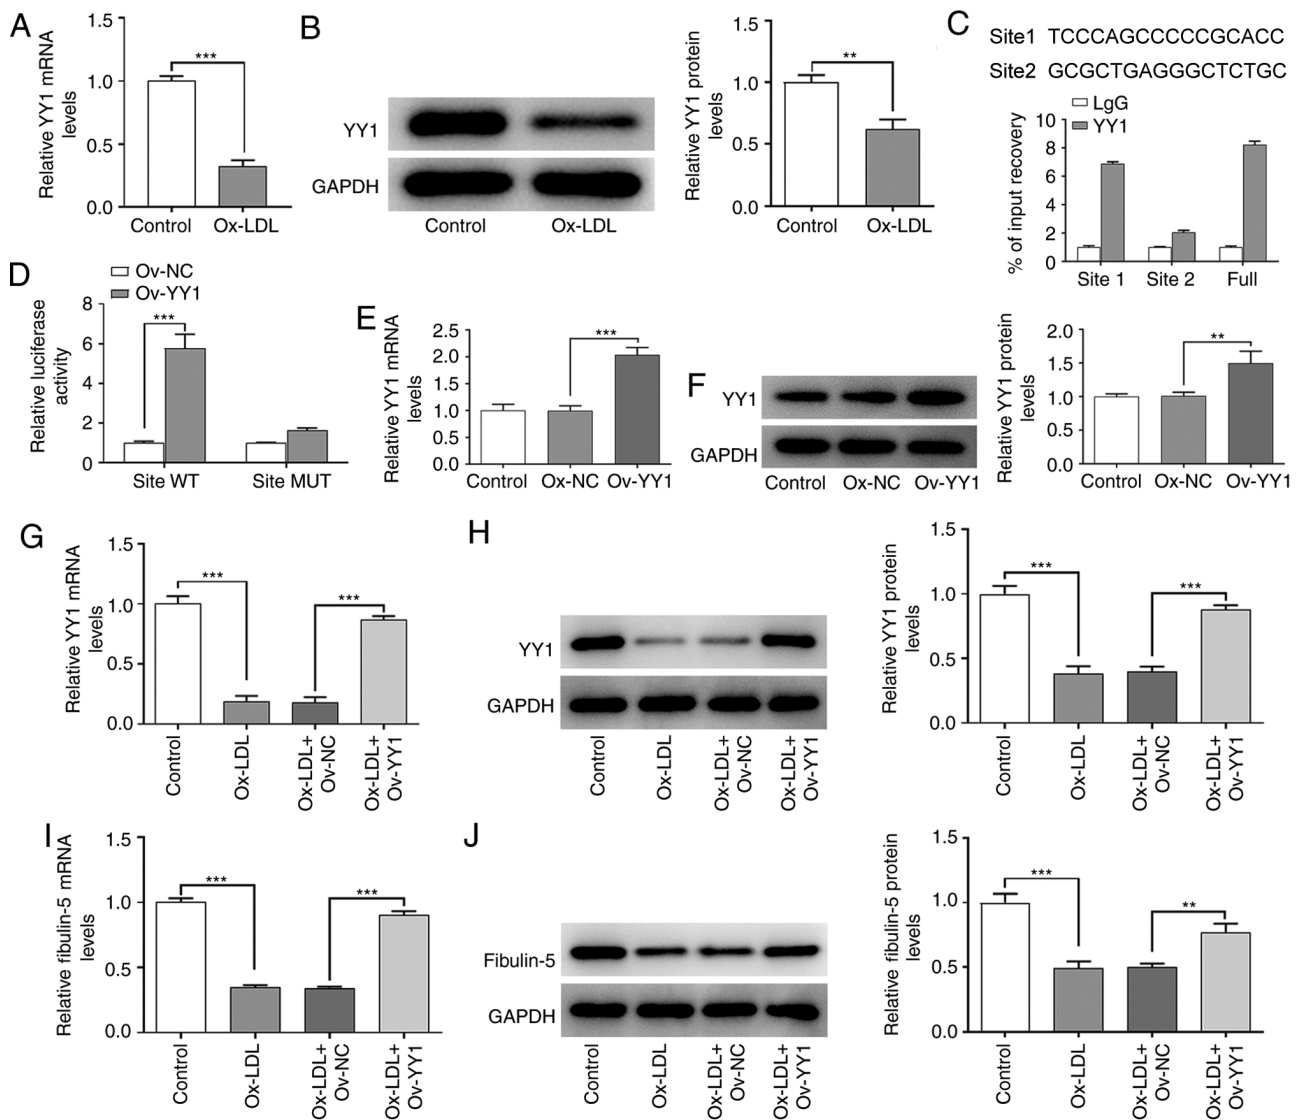 A
Relative YY1 mRNA
levels
1.5
1.0
0.5
0.0
***
Control
Ox-LDL
B
YY1
GAPDH
Control
Ox-LDL
Relative YY1 protein
levels
1.5
1.0
0.5
0.0
**
Control
Ox-LDL
C
Site1 TCCCAGCCCCCGCACC
Site2 GCGCTGAGGGCTCTGC
LgG
YY1
% of input recovery
10
8
6
4
2
0
Site 1
Site 2
Full
D
Ov-NC
Ov-YY1
Relative luciferase
activity
8
6
4
2
0
***
Site WT
Site MUT
E
Relative YY1 mRNA
levels
2.5
2.0
1.5
1.0
0.5
0.0
***
Control
Ox-NC
Ov-YY1
F
YY1
GAPDH
Control
Ox-NC
Ov-YY1
Relative YY1 protein
levels
2.0
1.5
1.0
0.5
0.0
**
Control
Ox-NC
Ov-YY1
G
Relative YY1 mRNA
levels
1.5
1.0
0.5
0.0
***
***
Control
Ox-LDL
Ox-LDL+
Ov-NC
Ox-LDL+
Ov-YY1
H
YY1
GAPDH
Control
Ox-LDL
Ox-LDL+
Ov-NC
Ox-LDL+
Ov-YY1
Relative YY1 protein
levels
1.5
1.0
0.5
0.0
***
***
Control
Ox-LDL
Ox-LDL+
Ov-NC
Ox-LDL+
Ov-YY1
I
Relative fibulin-5 mRNA
levels
1.5
1.0
0.5
0.0
***
***
Control
Ox-LDL
Ox-LDL+
Ov-NC
Ox-LDL+
Ov-YY1
J
Fibulin-5
GAPDH
Control
Ox-LDL
Ox-LDL+
Ov-NC
Ox-LDL+
Ov-YY1
Relative fibulin-5 protein
levels
1.5
1.0
0.5
0.0
***
**
Control
Ox-LDL
Ox-LDL+
Ov-NC
Ox-LDL+
Ov-YY1